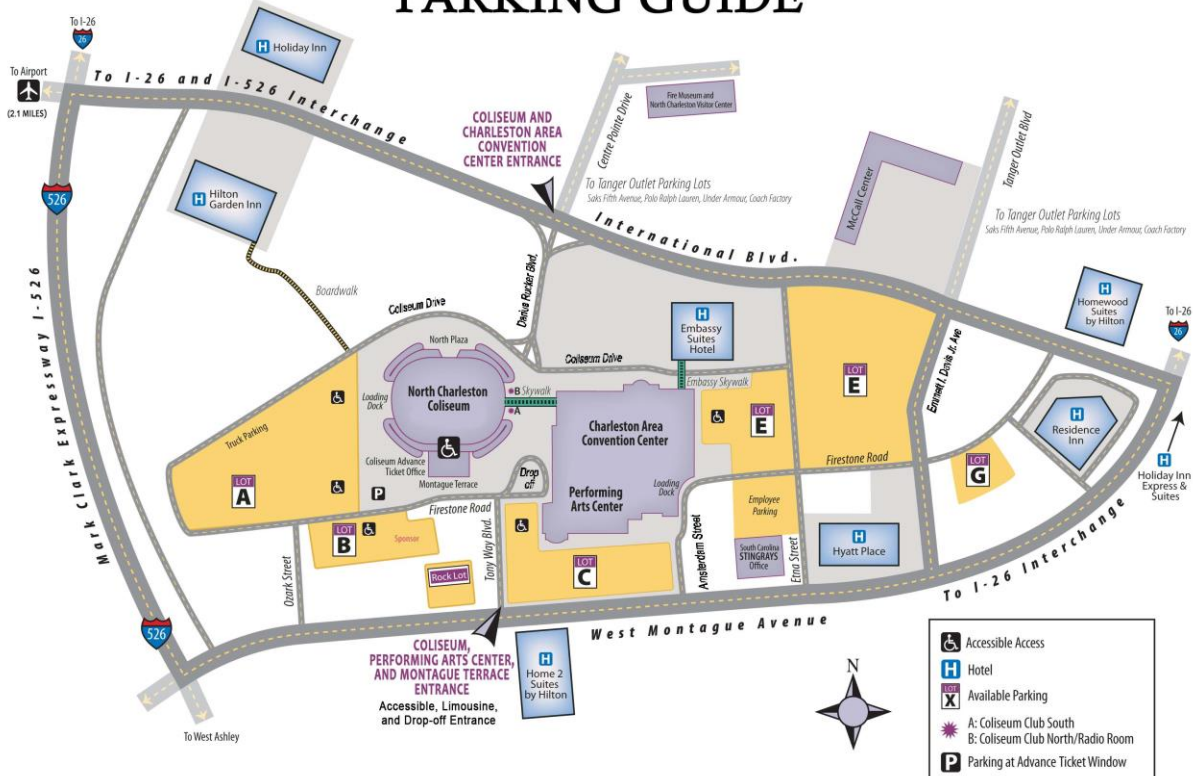 PARKING GUIDE
To I-26
26
To Airport
(2.1 MILES)
To I-26 and I-526 Interchange
H Holiday Inn
COLISEUM AND
CHARLESTON AREA
CONVENTION
CENTER ENTRANCE
Centre Pointe Drive
Fire Museum and
North Charleston Visitor Center
To Tanger Outlet Parking Lots
Saks Fifth Avenue, Polo Ralph Lauren, Under Armour, Coach Factory
McCall Center
Tanger Outlet Blvd
To Tanger Outlet Parking Lots
Saks Fifth Avenue, Polo Ralph Lauren, Under Armour, Coach Factory
526
H Hilton
Garden Inn
International Blvd.
Mark Clark Expressway I-526
Boardwalk
Coliseum Drive
Darius Rucker Blvd.
H
Embassy
Suites
Hotel
H
Homewood
Suites
by Hilton
To I-26
26
North Plaza
Coliseum Drive
Embassy Skywalk
North Charleston
Coliseum
Loading
Dock
B Skywalk
A
Charleston Area
Convention Center
LOT
E
LOT
E
Emmett I. Davis Jr. Ave
H
Residence
Inn
Truck Parking
Coliseum Advance
Ticket Office
Montague Terrace
Drop
off
Performing
Arts Center
Loading
Dock
Firestone Road
LOT
G
H
Holiday Inn
Express &
Suites
LOT
A
P
Firestone Road
LOT
B
Sponsor
Rock Lot
Ozark Street
Tony Way Blvd.
LOT
C
Amsterdam Street
Employee
Parking
South Carolina
STINGRAYS
Office
Etna Street
H
Hyatt Place
To I-26 Interchange
526
West Montague Avenue
COLISEUM,
PERFORMING ARTS CENTER,
AND MONTAGUE TERRACE
ENTRANCE
Accessible, Limousine,
and Drop-off Entrance
H
Home 2
Suites
by Hilton
To West Ashley
N
Accessible Access
H Hotel
LOT
X
Available Parking
A: Coliseum Club South
B: Coliseum Club North/Radio Room
P Parking at Advance Ticket Window